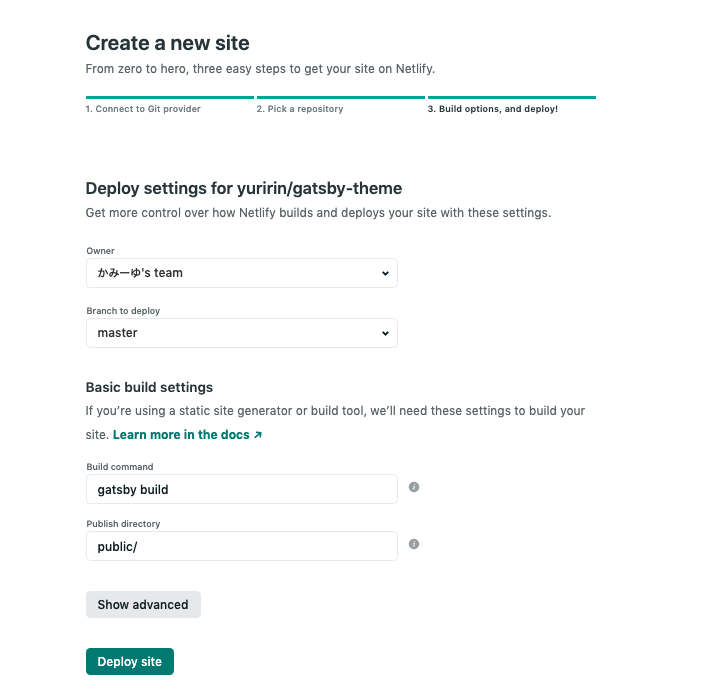 Create a new site
From zero to hero, three easy steps to get your site on Netlify.
1. Connect to Git provider
2. Pick a repository
3. Build options, and deploy!
Deploy settings for yuririn/gatsby-theme
Get more control over how Netlify builds and deploys your site with these settings.
Owner
かみーゆ's team
Branch to deploy
master
Basic build settings
If you’re using a static site generator or build tool, we’ll need these settings to build your
site. Learn more in the docs ↗
Build command
gatsby build
Publish directory
public/
Show advanced
Deploy site